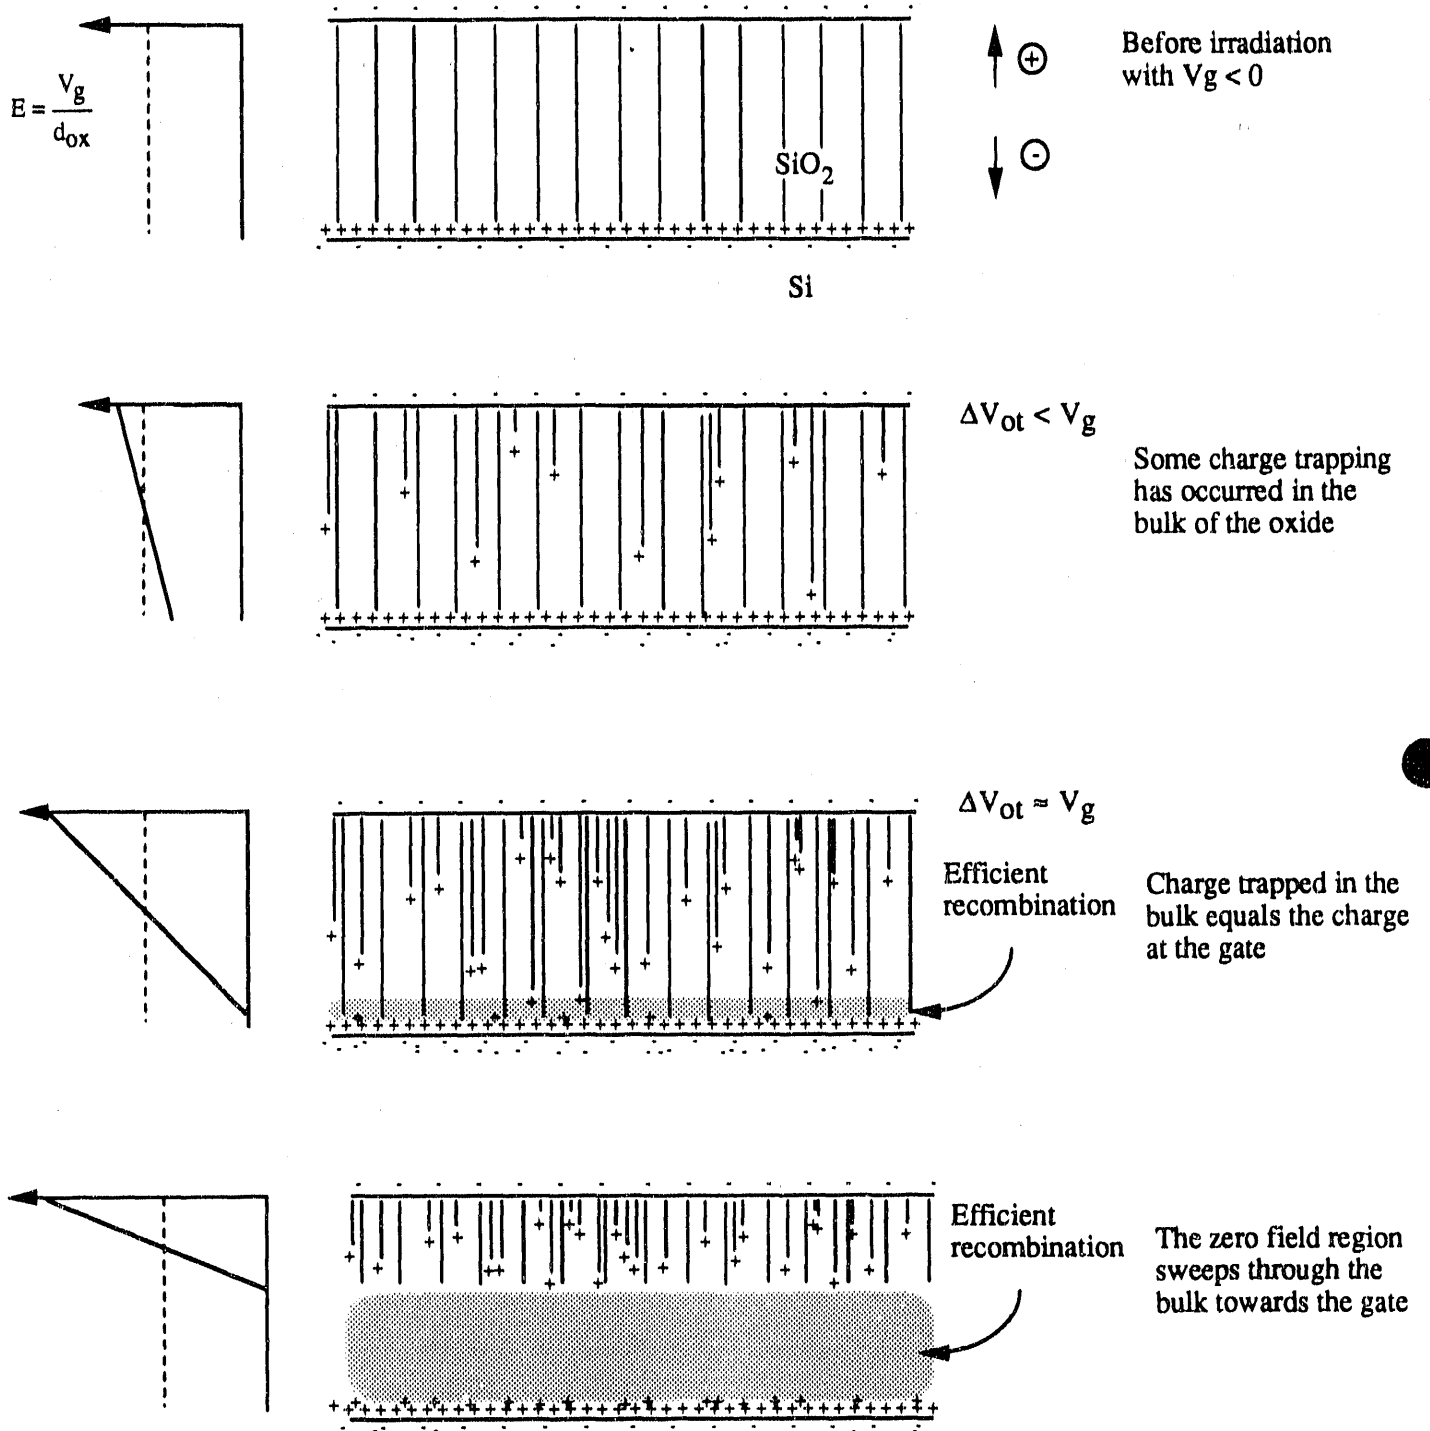 E = Vg / dox
SiO2
Si
⊕
⊖
Before irradiation
with Vg < 0
ΔVot < Vg
Some charge trapping
has occurred in the
bulk of the oxide
ΔVot ≈ Vg
Efficient
recombination
Charge trapped in the
bulk equals the charge
at the gate
Efficient
recombination
The zero field region
sweeps through the
bulk towards the gate